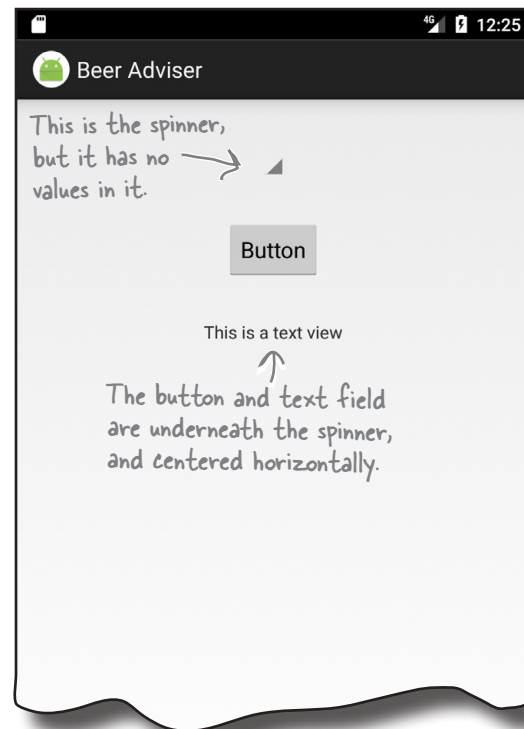 4G 12:25
Beer Adviser
This is the spinner,
but it has no
values in it.
Button
This is a text view
The button and text field
are underneath the spinner,
and centered horizontally.